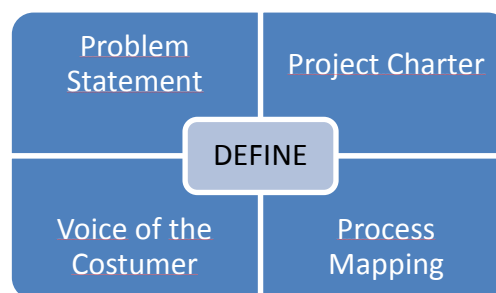 Problem
Statement
Project Charter
DEFINE
Voice of the
Costumer
Process
Mapping